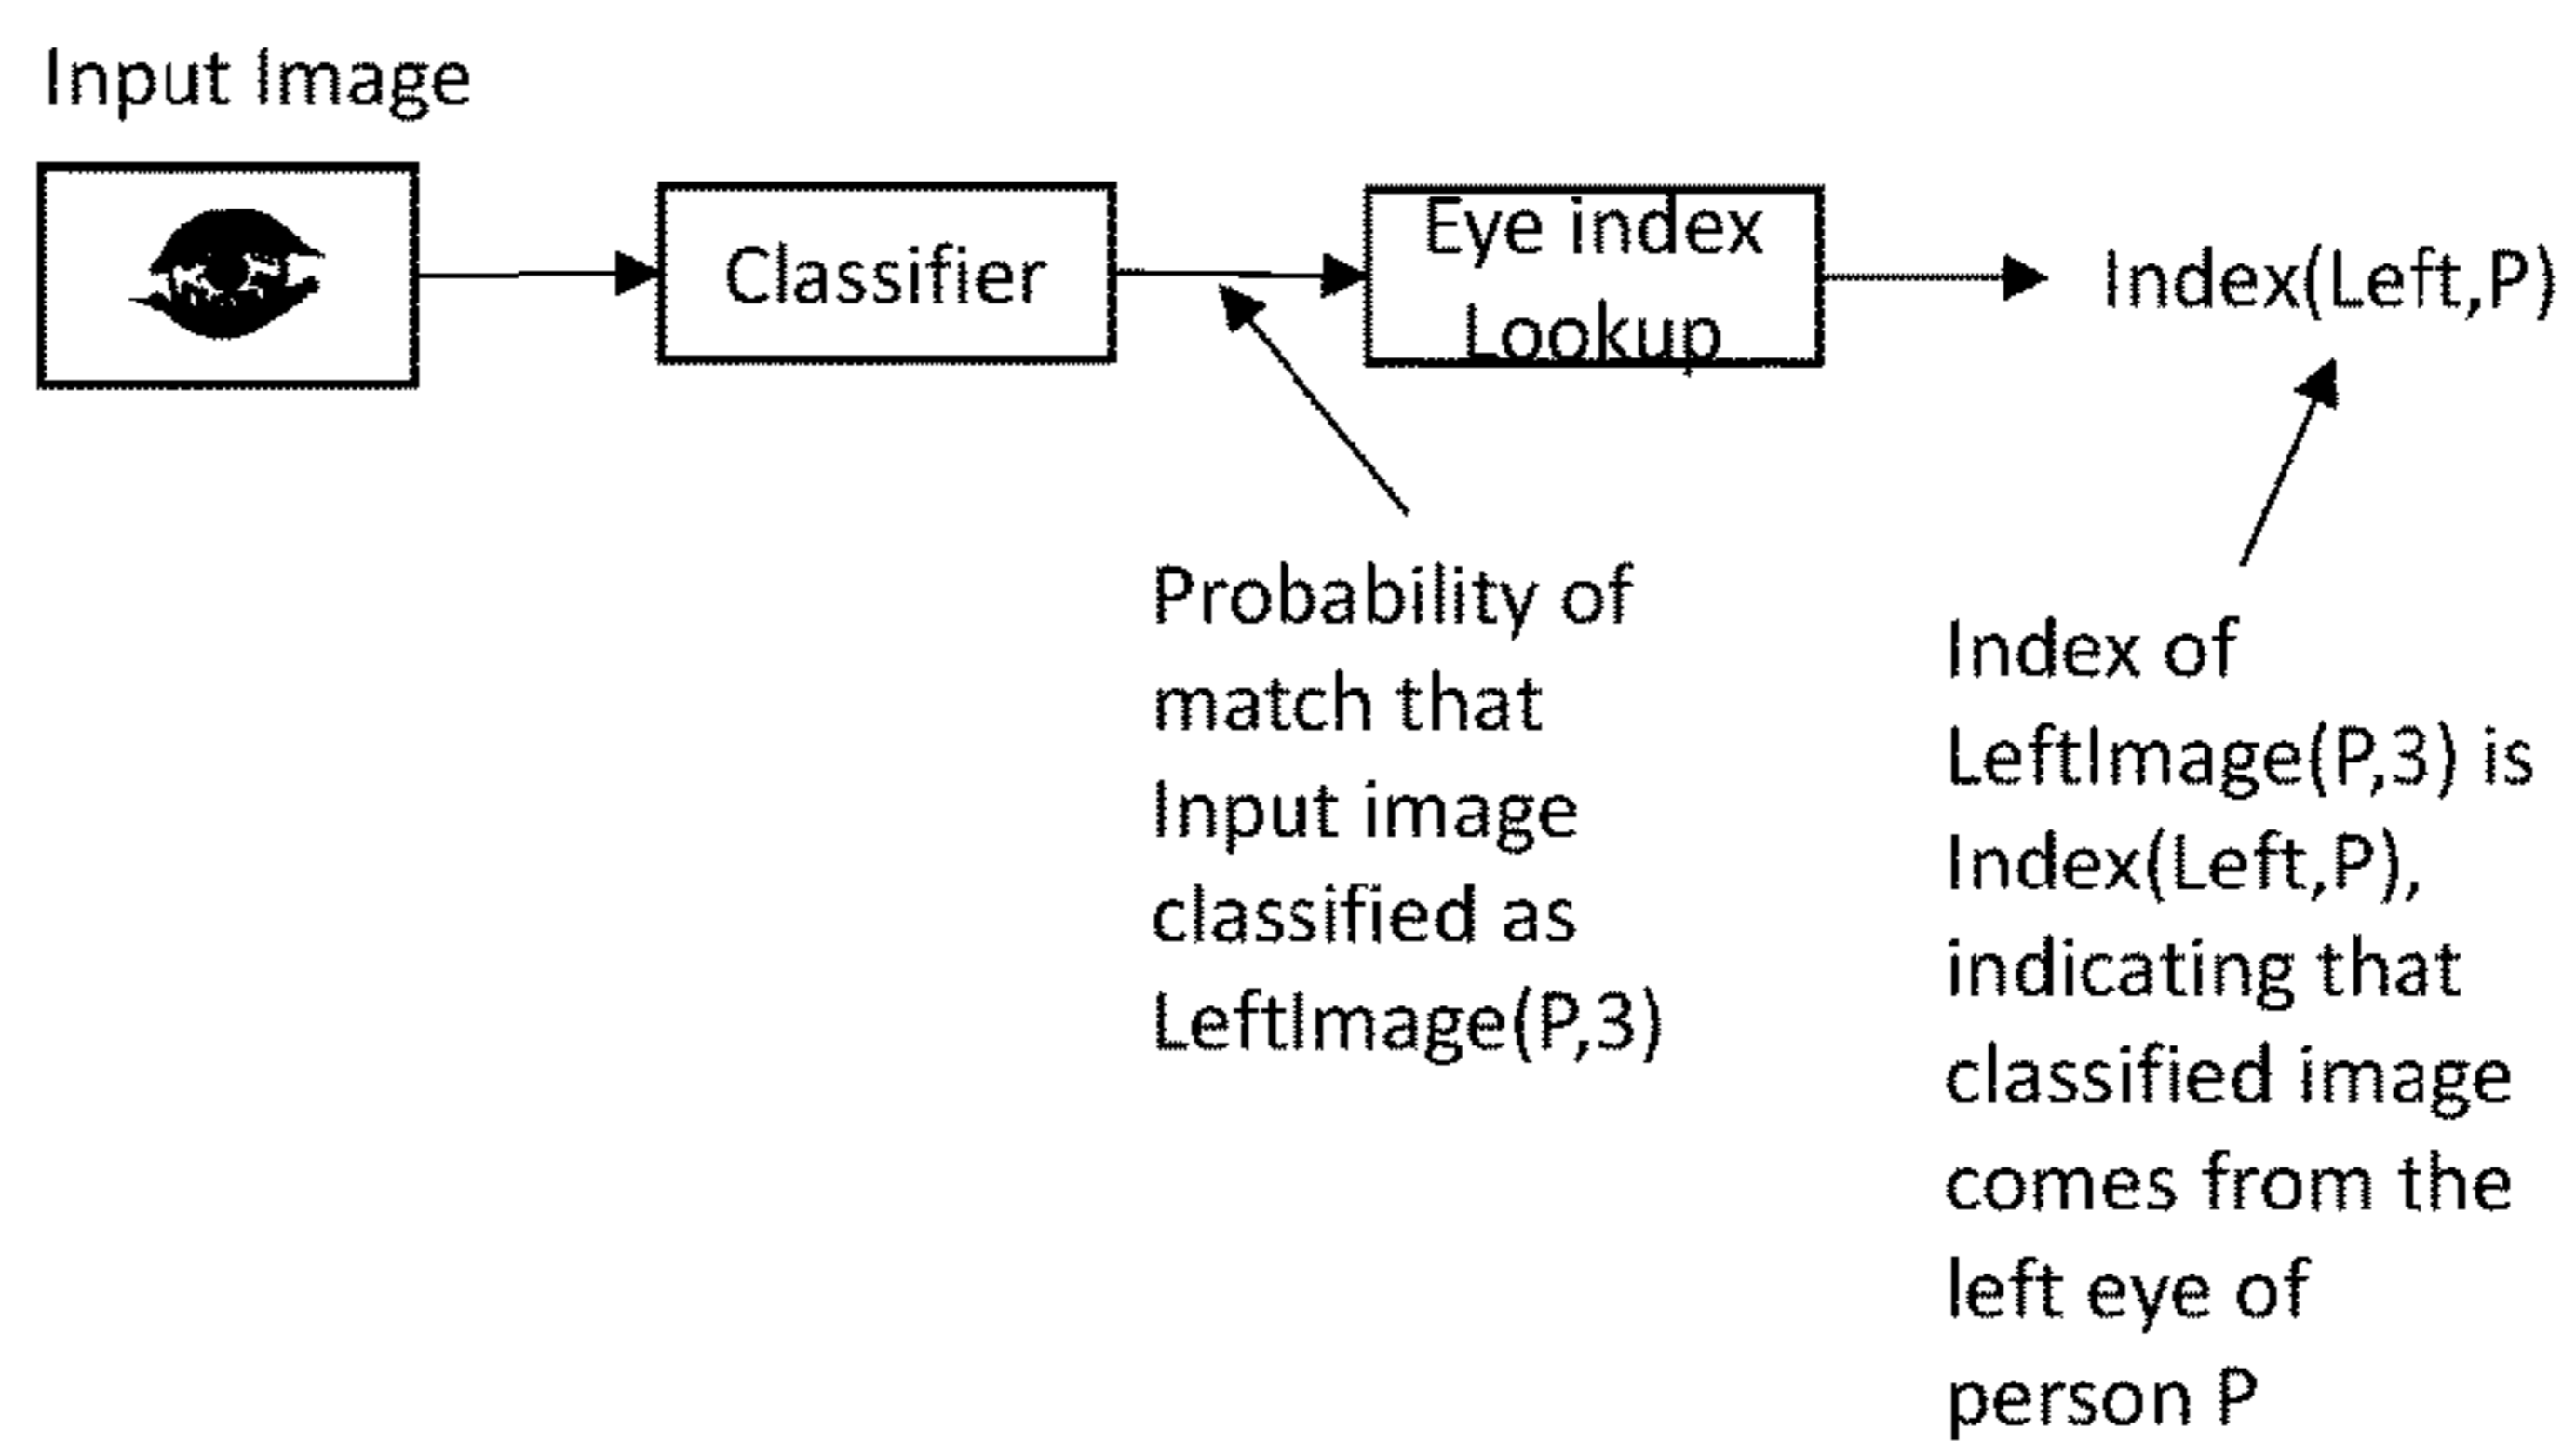 Input Image
Classifier
Eye index
Lookup
Index(Left,P)
Probability of
match that
Input image
classified as
LeftImage(P,3)
Index of
LeftImage(P,3) is
Index(Left,P),
indicating that
classified image
comes from the
left eye of
person P